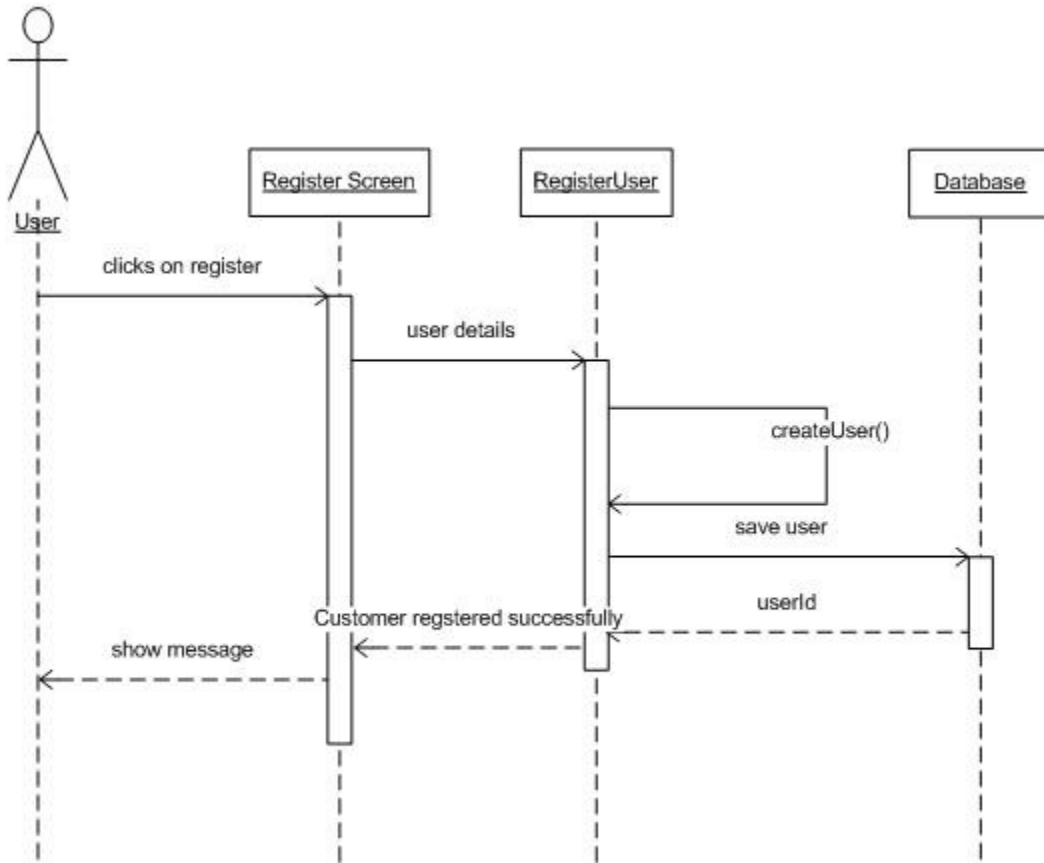 Register Screen
RegisterUser
Database
User
clicks on register
user details
createUser()
save user
userId
Customer regstered successfully
show message